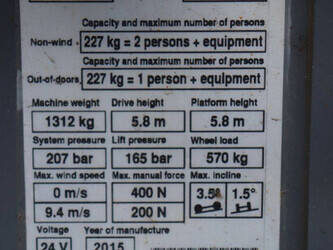 Capacity and maximum number of persons
Non-wind 227 kg = 2 persons + equipment
Capacity and maximum number of persons
Out-of-doors 227 kg = 1 person + equipment
Machine weight Drive height Platform height
1312 kg 5.8 m 5.8 m
System pressure Lift pressure Wheel load
207 bar 165 bar 570 kg
Max. wind speed Max. manual force Max. incline
0 m/s 400 N 3.5° 1.5°
9.4 m/s 200 N
Voltage Year of manufacture
24 V 2015